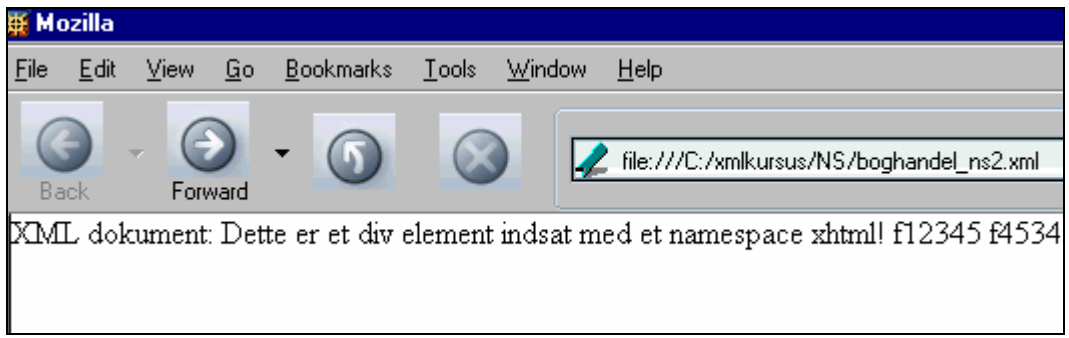 Mozilla
File Edit View Go Bookmarks Tools Window Help
Back Forward
file:///C:/xmlkursus/NS/boghandel_ns2.xml
XML dokument: Dette er et div element indsat med et namespace xhtml! f12345 f4534